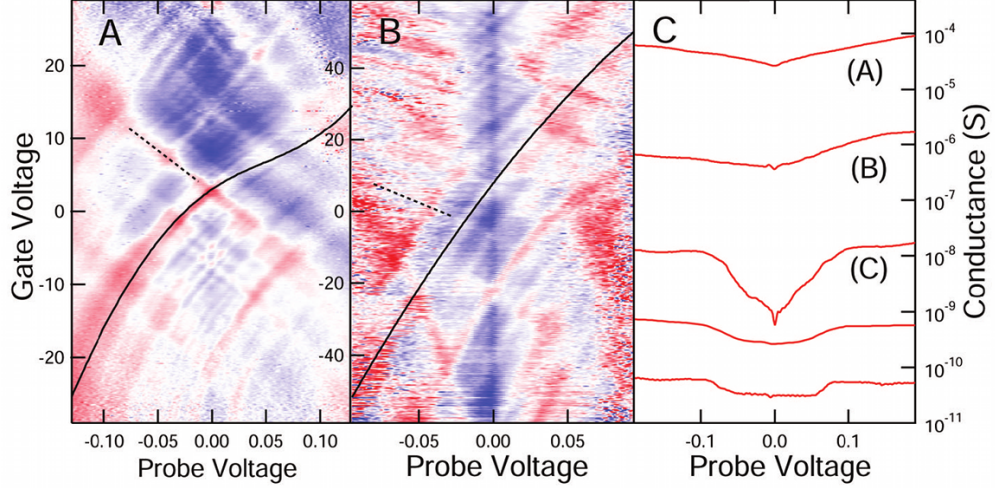 A
B
C
20
10
0
-10
-20
Gate Voltage
-0.10
-0.05
0.00
0.05
0.10
Probe Voltage
40
20
0
-20
-40
-0.05
0.00
0.05
Probe Voltage
(A)
(B)
(C)
10-4
10-5
10-6
10-7
10-8
10-9
10-10
10-11
Conductance (S)
-0.1
0.0
0.1
Probe Voltage